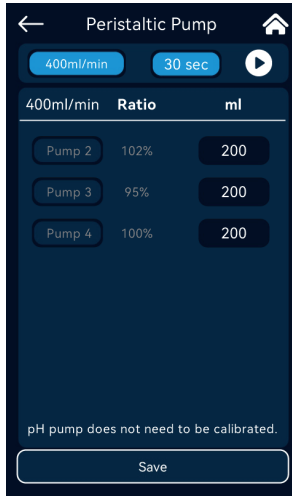 Peristaltic Pump
400ml/min 30 sec
400ml/min Ratio ml
Pump 2 102% 200
Pump 3 95% 200
Pump 4 100% 200
pH pump does not need to be calibrated.
Save